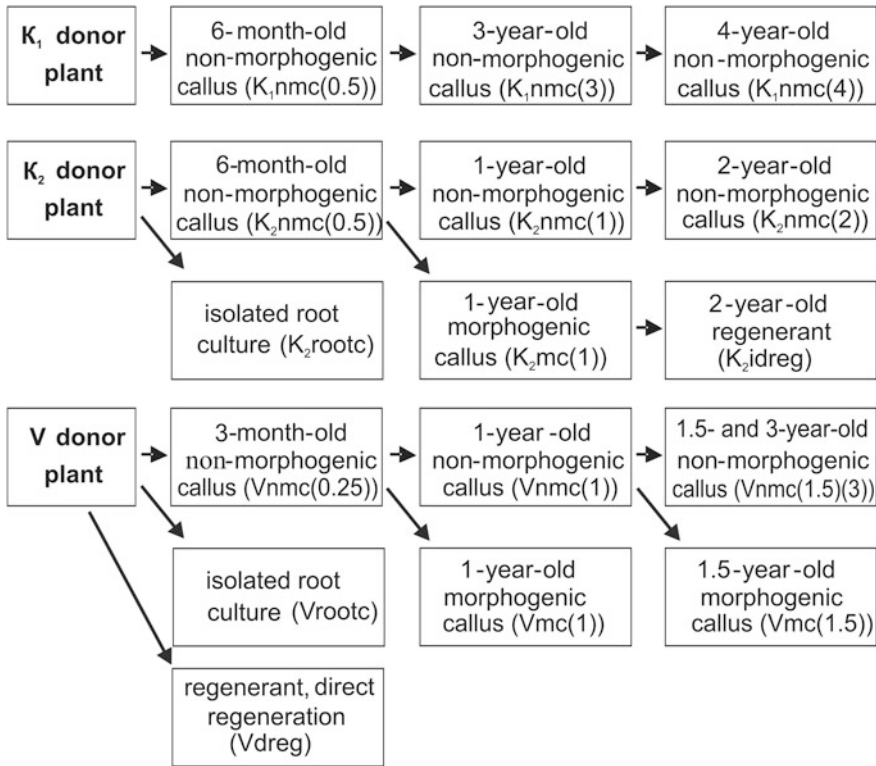 K₁ donor
plant
6- month-old
non-morphogenic
callus (K₁nmc(0.5))
3-year-old
non-morphogenic
callus (K₁nmc(3))
4-year-old
non-morphogenic
callus (K₁nmc(4))
K₂ donor
plant
6-month-old
non-morphogenic
callus (K₂nmc(0.5))
1-year-old
non-morphogenic
callus (K₂nmc(1))
2-year-old
non-morphogenic
callus (K₂nmc(2))
isolated root
culture (K₂rootc)
1-year-old
morphogenic
callus (K₂mc(1))
2-year-old
regenerant
(K₂idreg)
V donor
plant
3-month-old
non-morphogenic
callus (Vnmc(0.25))
1-year-old
non-morphogenic
callus (Vnmc(1))
1.5- and 3-year-old
non-morphogenic
callus (Vnmc(1.5)(3))
isolated root
culture (Vrootc)
1-year-old
morphogenic
callus (Vmc(1))
1.5-year-old
morphogenic
callus (Vmc(1.5))
regenerant, direct
regeneration
(Vdreg)